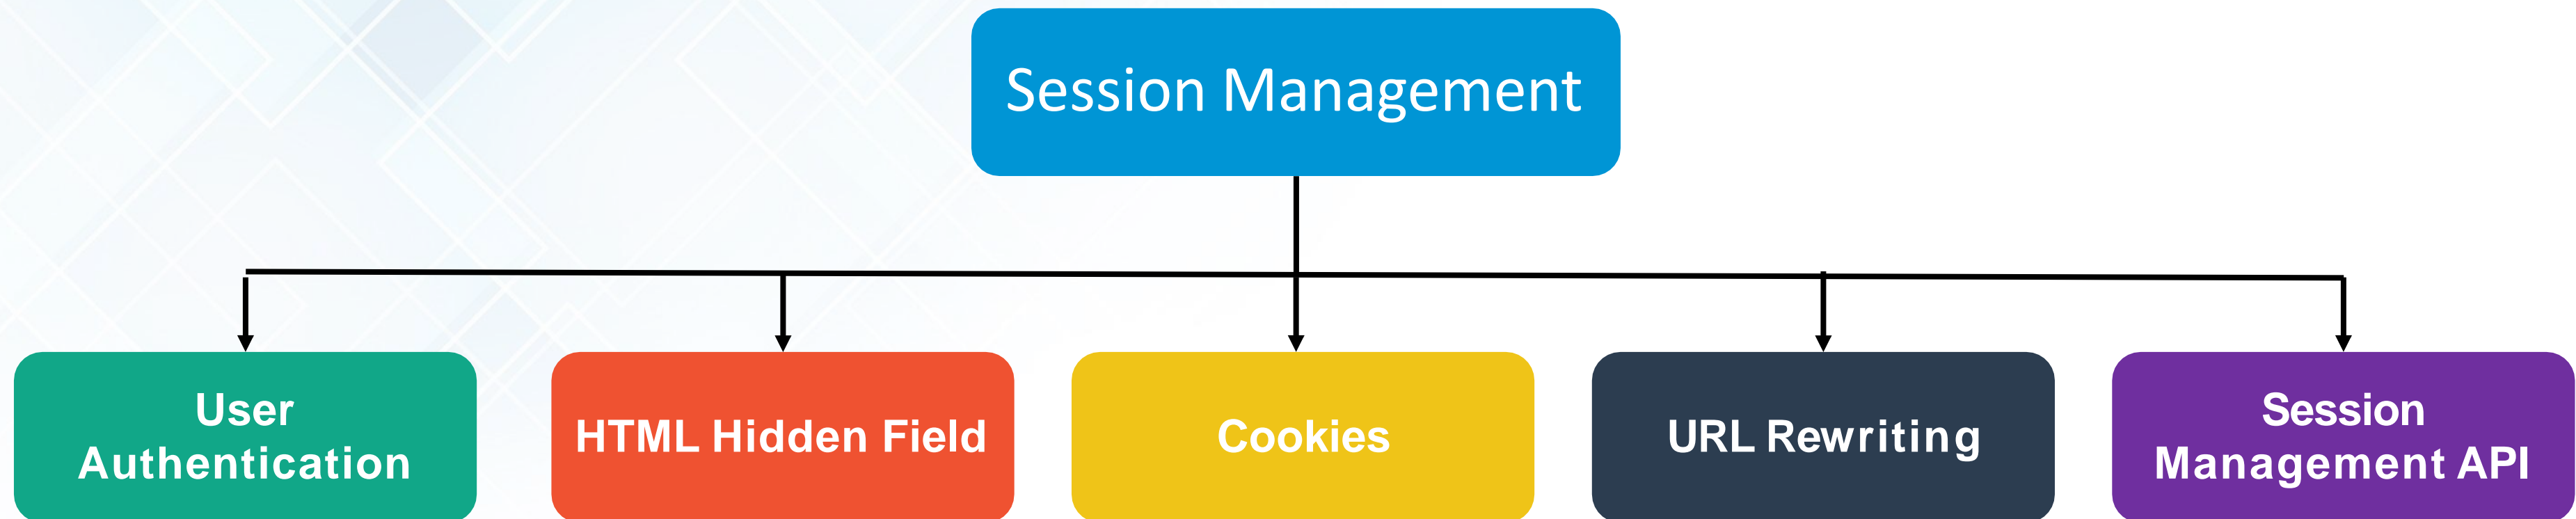 Session Management
User
Authentication
HTML Hidden Field
Cookies
URL Rewriting
Session
Management API